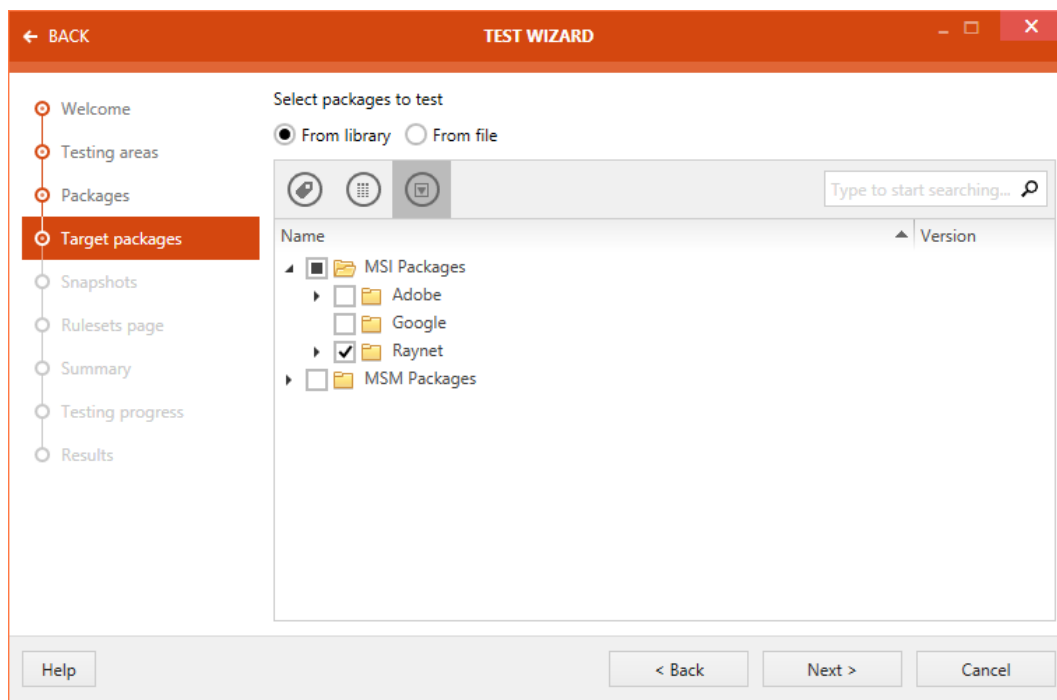 BACK
TEST WIZARD
Welcome
Testing areas
Packages
Target packages
Snapshots
Rulesets page
Summary
Testing progress
Results
Select packages to test
From library From file
Type to start searching...
Name Version
MSI Packages
Adobe
Google
Raynet
MSM Packages
Help < Back Next > Cancel